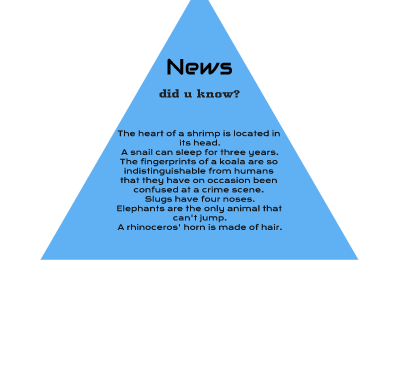 News
did u know?
The heart of a shrimp is located in
its head.
A snail can sleep for three years.
The fingerprints of a koala are so
indistinguishable from humans
that they have on occasion been
confused at a crime scene.
Slugs have four noses.
Elephants are the only animal that
can't jump.
A rhinoceros' horn is made of hair.